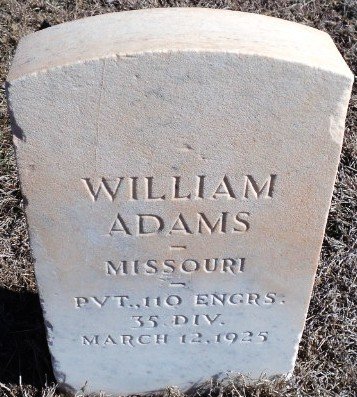 WILLIAM
ADAMS
MISSOURI
PVT., 110 ENGRS.
35 DIV.
MARCH 12, 1925